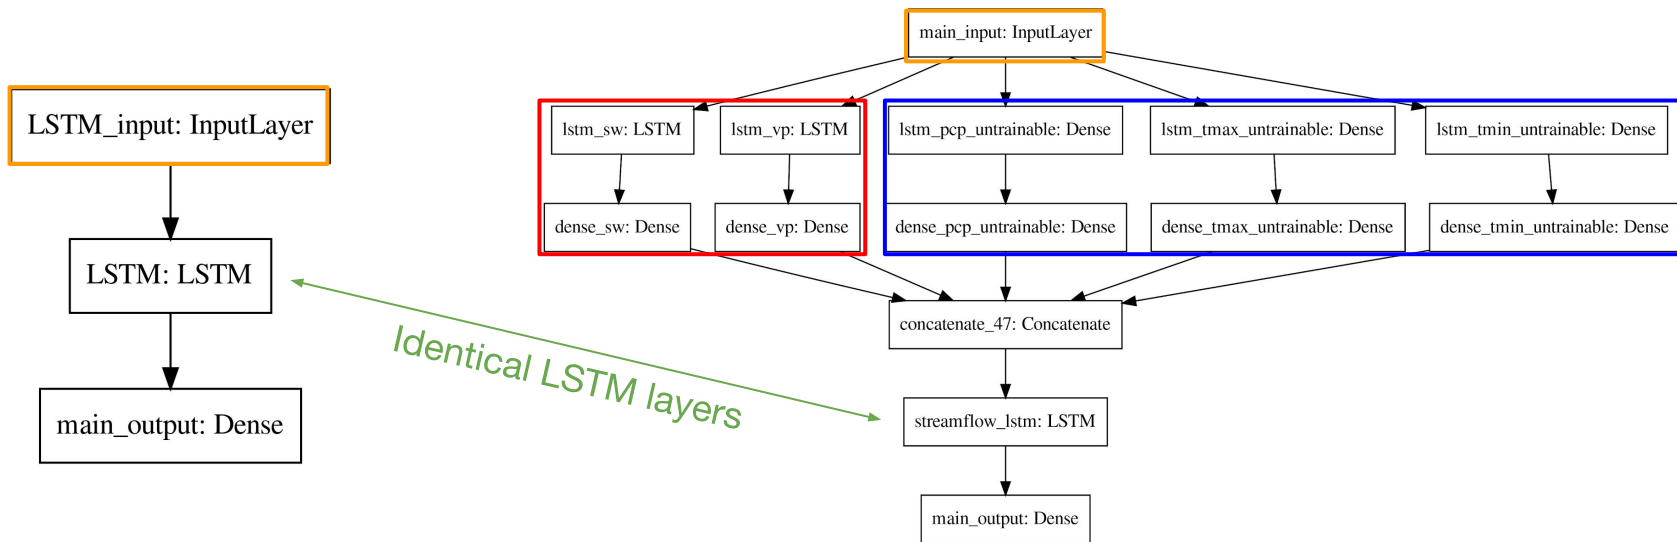 LSTM_input: InputLayer
LSTM: LSTM
main_output: Dense
Identical LSTM layers
main_input: InputLayer
lstm_sw: LSTM
lstm_vp: LSTM
lstm_pcp_untrainable: Dense
lstm_tmax_untrainable: Dense
lstm_tmin_untrainable: Dense
dense_sw: Dense
dense_vp: Dense
dense_pcp_untrainable: Dense
dense_tmax_untrainable: Dense
dense_tmin_untrainable: Dense
concatenate_47: Concatenate
streamflow_lstm: LSTM
main_output: Dense